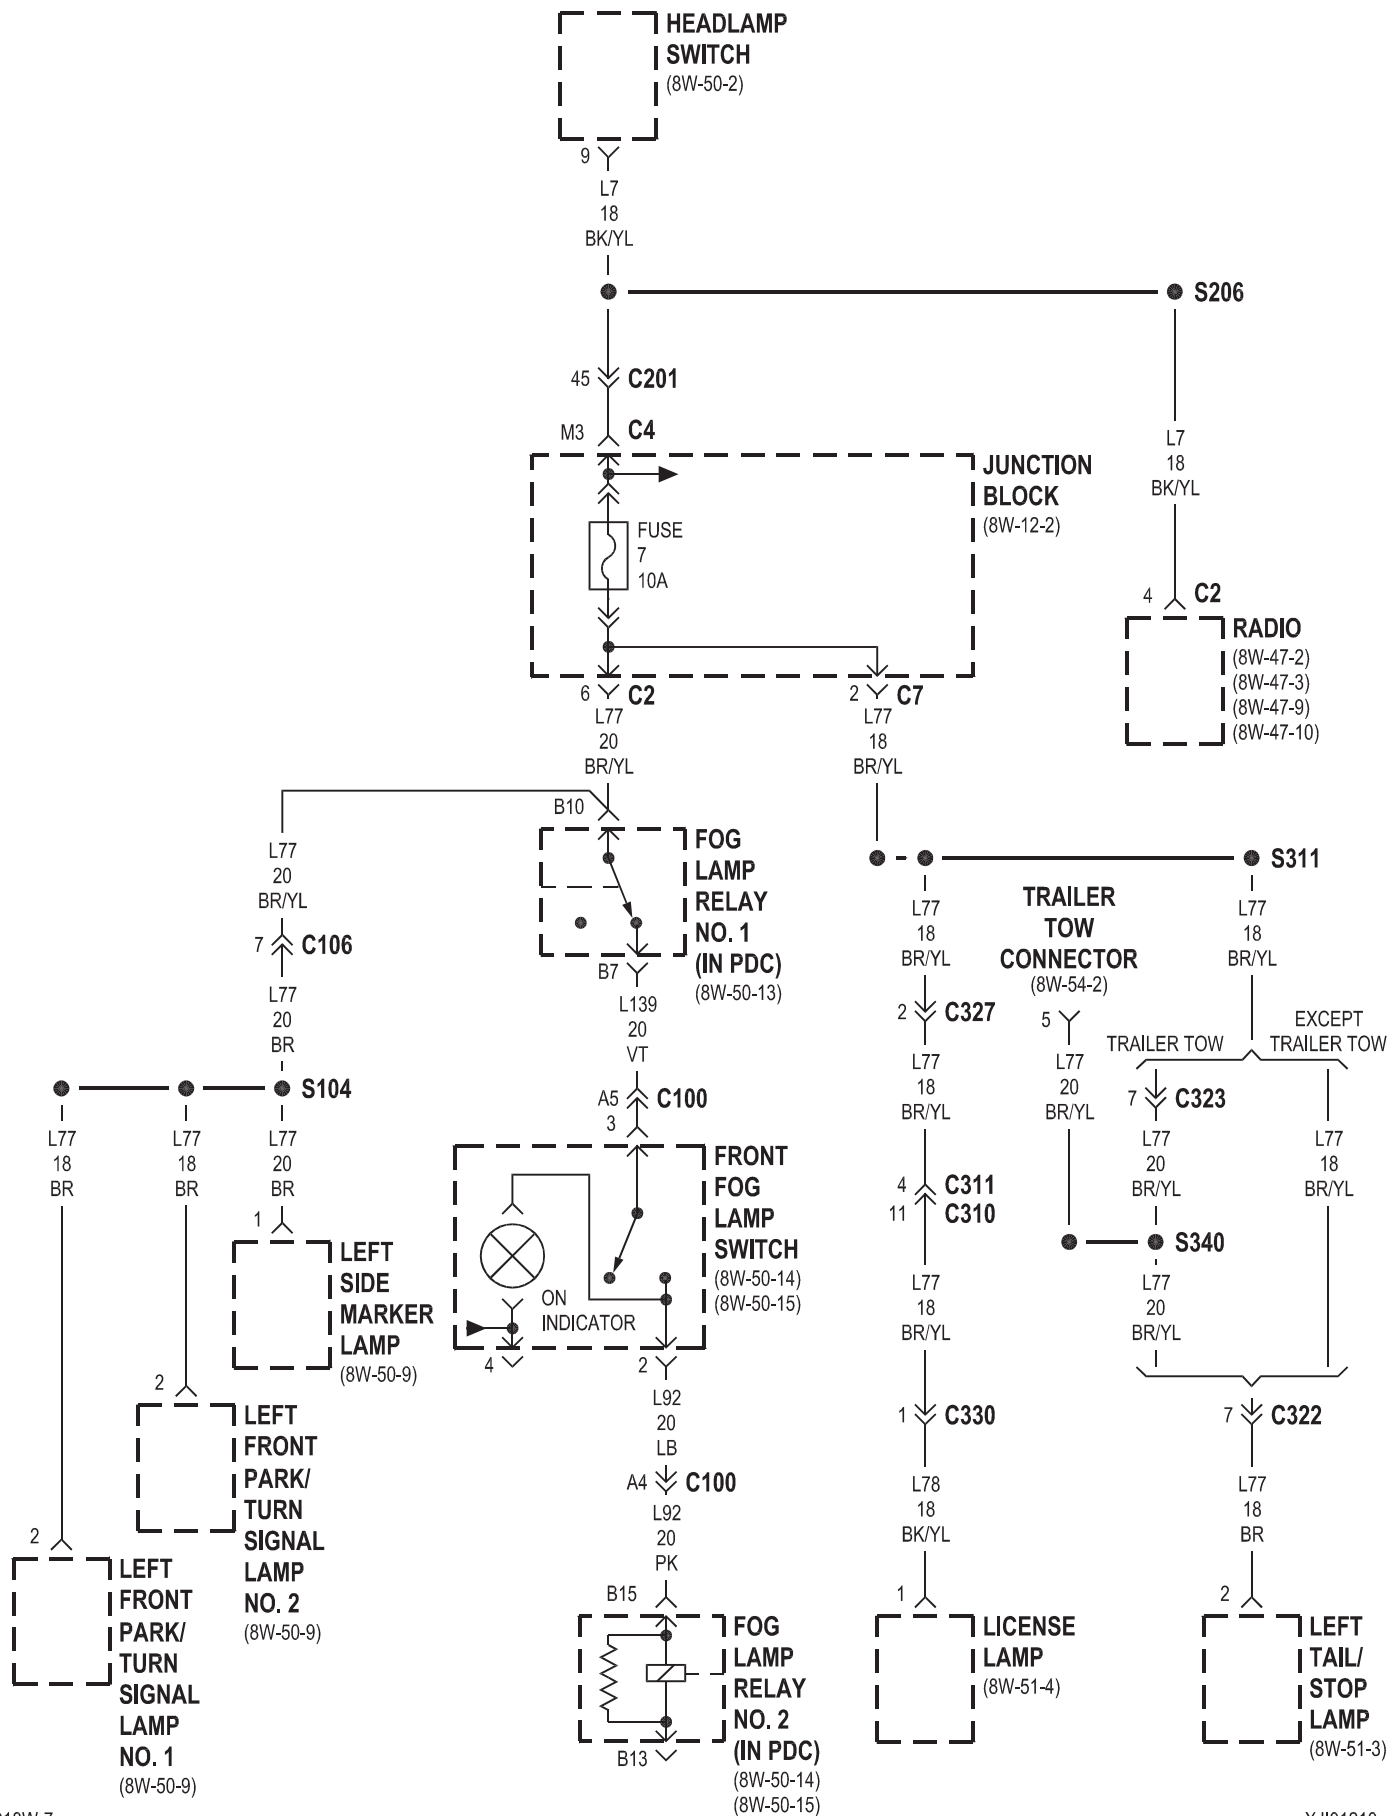 HEADLAMP
SWITCH
(8W-50-2)
9
L7
18
BK/YL
S206
45
C201
M3
C4
JUNCTION
BLOCK
(8W-12-2)
FUSE
7
10A
L7
18
BK/YL
4
C2
RADIO
(8W-47-2)
(8W-47-3)
(8W-47-9)
(8W-47-10)
6
C2
2
C7
L77
20
BR/YL
L77
18
BR/YL
B10
FOG
LAMP
RELAY
NO. 1
(IN PDC)
(8W-50-13)
B7
L139
20
VT
L77
20
BR/YL
7
C106
L77
20
BR
S104
S311
L77
18
BR/YL
2
C327
L77
18
BR/YL
TRAILER
TOW
CONNECTOR
(8W-54-2)
5
L77
20
BR/YL
L77
18
BR/YL
TRAILER TOW
EXCEPT
TRAILER TOW
7
C323
L77
20
BR/YL
L77
18
BR/YL
A5
C100
3
L77
18
BR
L77
18
BR
L77
20
BR
1
LEFT
SIDE
MARKER
LAMP
(8W-50-9)
FRONT
FOG
LAMP
SWITCH
(8W-50-14)
(8W-50-15)
ON
INDICATOR
4
2
4
C311
11
C310
L77
18
BR/YL
S340
L77
20
BR/YL
2
LEFT
FRONT
PARK/
TURN
SIGNAL
LAMP
NO. 2
(8W-50-9)
L92
20
LB
A4
C100
L92
20
PK
1
C330
L78
18
BK/YL
7
C322
L77
18
BR
2
LEFT
FRONT
PARK/
TURN
SIGNAL
LAMP
NO. 1
(8W-50-9)
B15
FOG
LAMP
RELAY
NO. 2
(IN PDC)
(8W-50-14)
(8W-50-15)
B13
1
LICENSE
LAMP
(8W-51-4)
2
LEFT
TAIL/
STOP
LAMP
(8W-51-3)